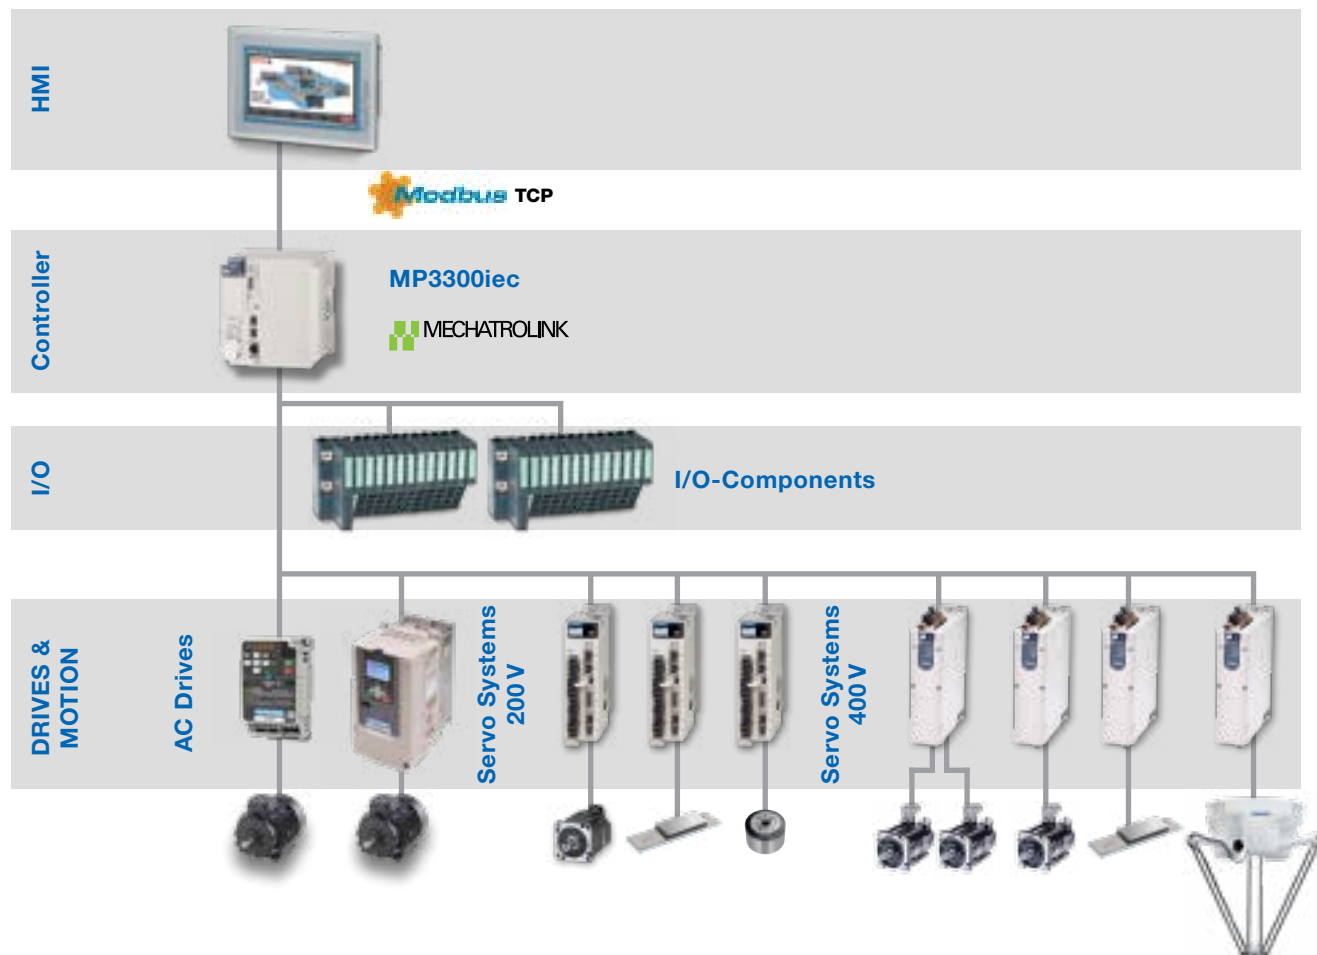 HMI
Modbus TCP
Controller
MP3300iec
MECHATROLINK
I/O
I/O-Components
DRIVES &
MOTION
AC Drives
Servo Systems
200 V
Servo Systems
400 V